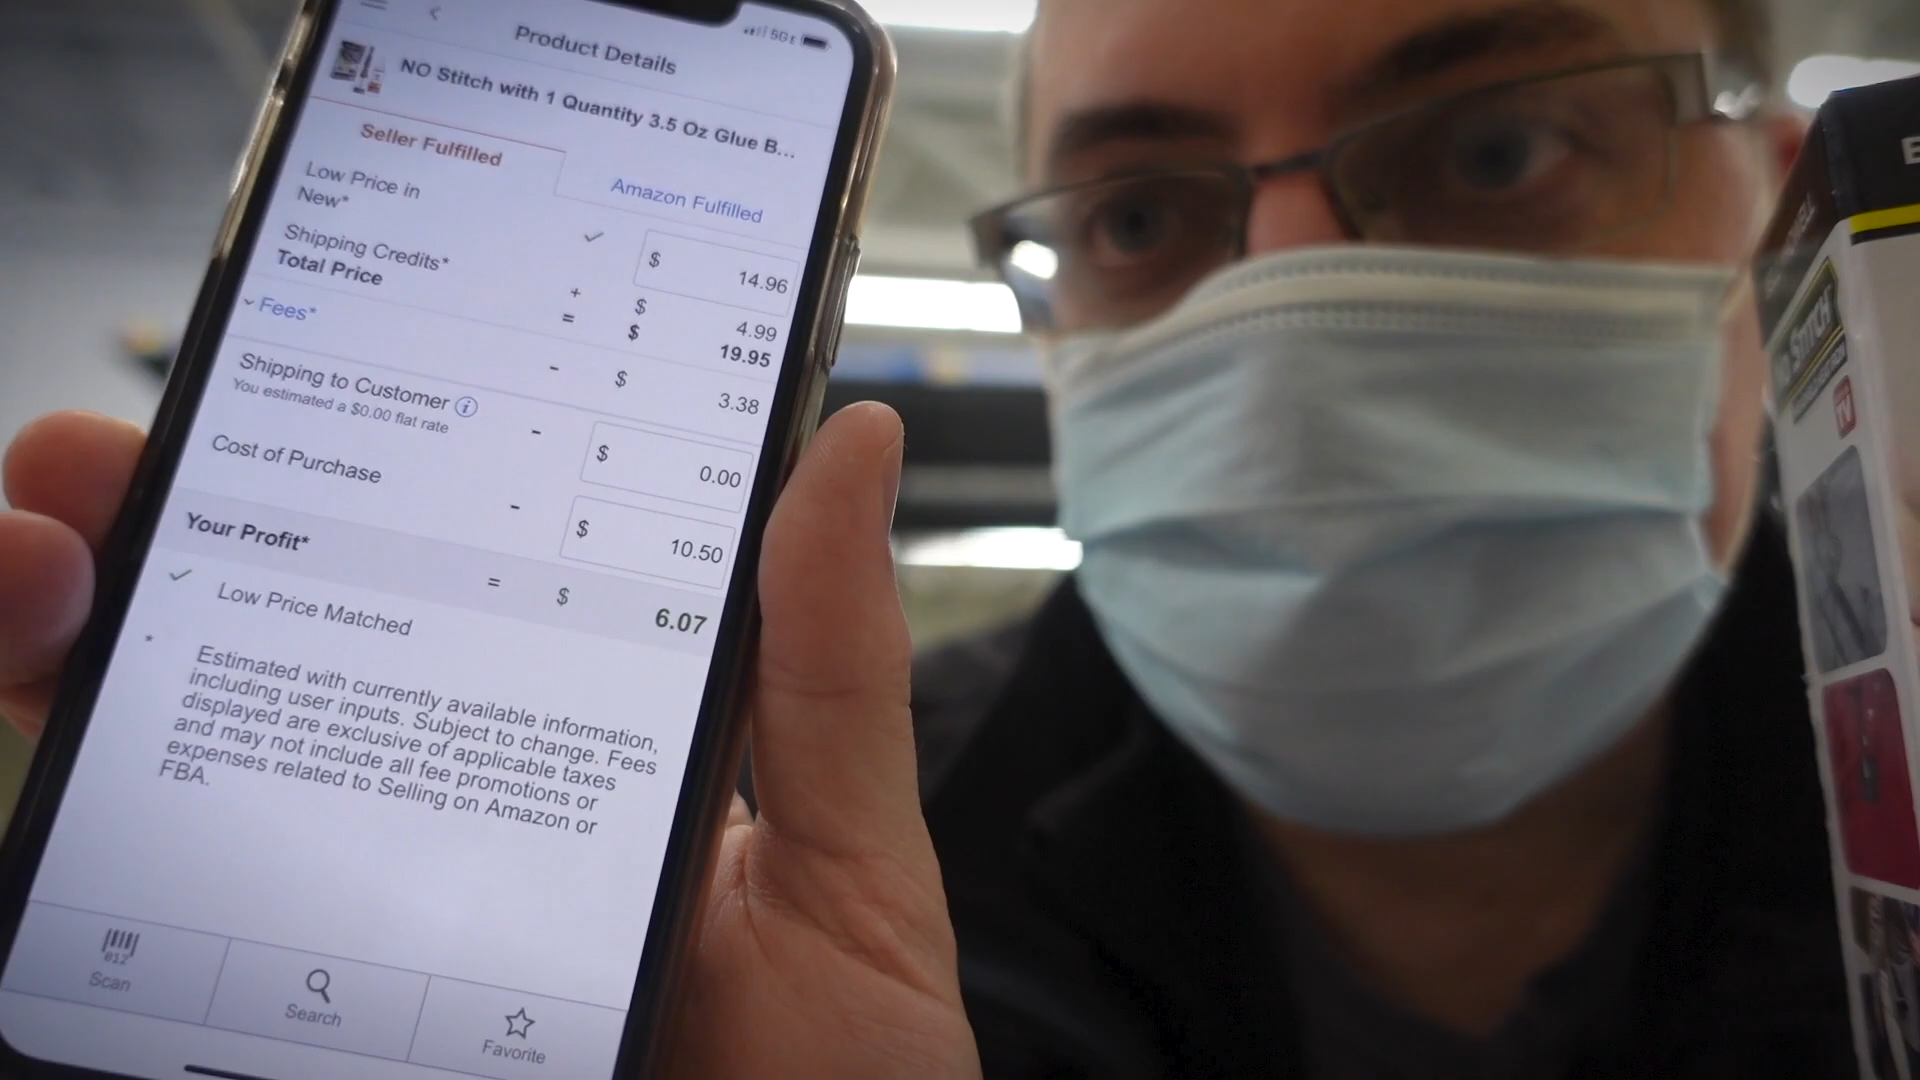 5G E
Product Details
NO Stitch with 1 Quantity 3.5 Oz Glue B...
Seller Fulfilled
Amazon Fulfilled
Low Price in
New*
$ 14.96
Shipping Credits*
+ $ 4.99
Total Price
= $ 19.95
Fees*
- $ 3.38
Shipping to Customer i
You estimated a $0.00 flat rate
- $ 0.00
Cost of Purchase
- $ 10.50
Your Profit*
= $ 6.07
Low Price Matched
* Estimated with currently available information,
including user inputs. Subject to change. Fees
displayed are exclusive of applicable taxes
and may not include all fee promotions or
expenses related to Selling on Amazon or
FBA.
Scan
Search
Favorite
STITCH
TV